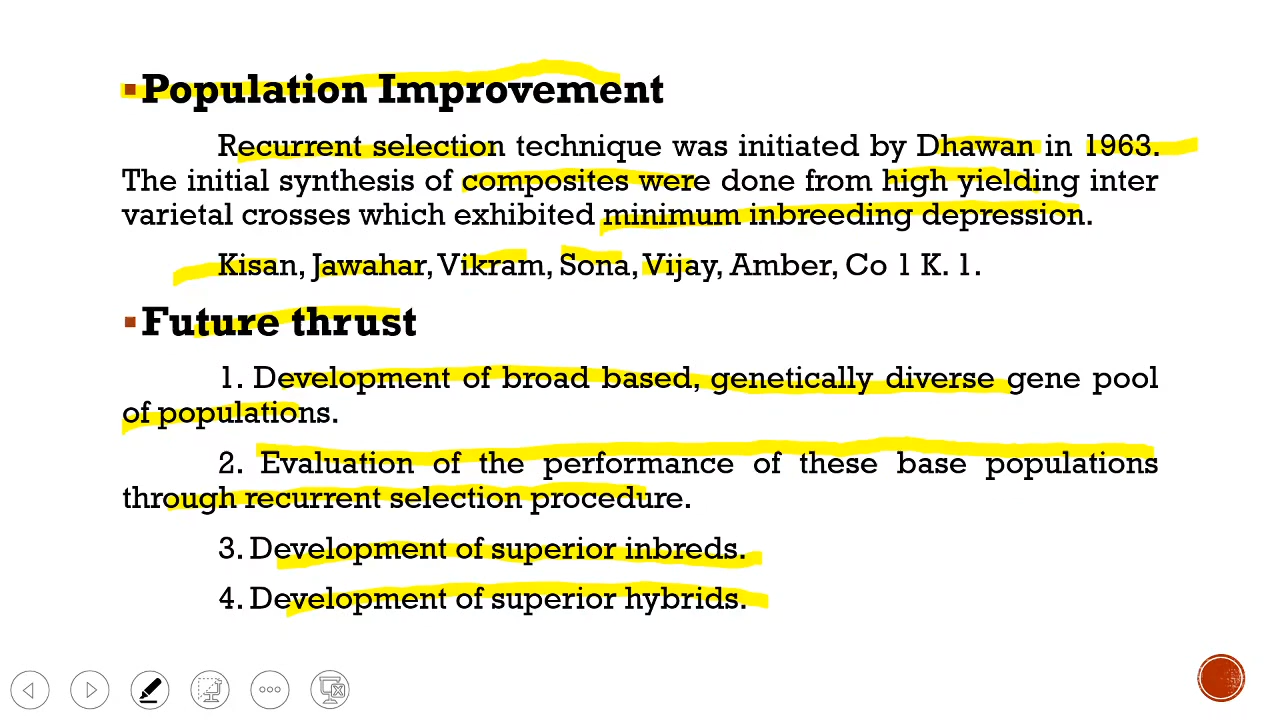 ▪Population Improvement
Recurrent selection technique was initiated by Dhawan in 1963.
The initial synthesis of composites were done from high yielding inter
varietal crosses which exhibited minimum inbreeding depression.
Kisan, Jawahar, Vikram, Sona, Vijay, Amber, Co 1 K. 1.
▪Future thrust
1. Development of broad based, genetically diverse gene pool
of populations.
2. Evaluation of the performance of these base populations
through recurrent selection procedure.
3. Development of superior inbreds.
4. Development of superior hybrids.